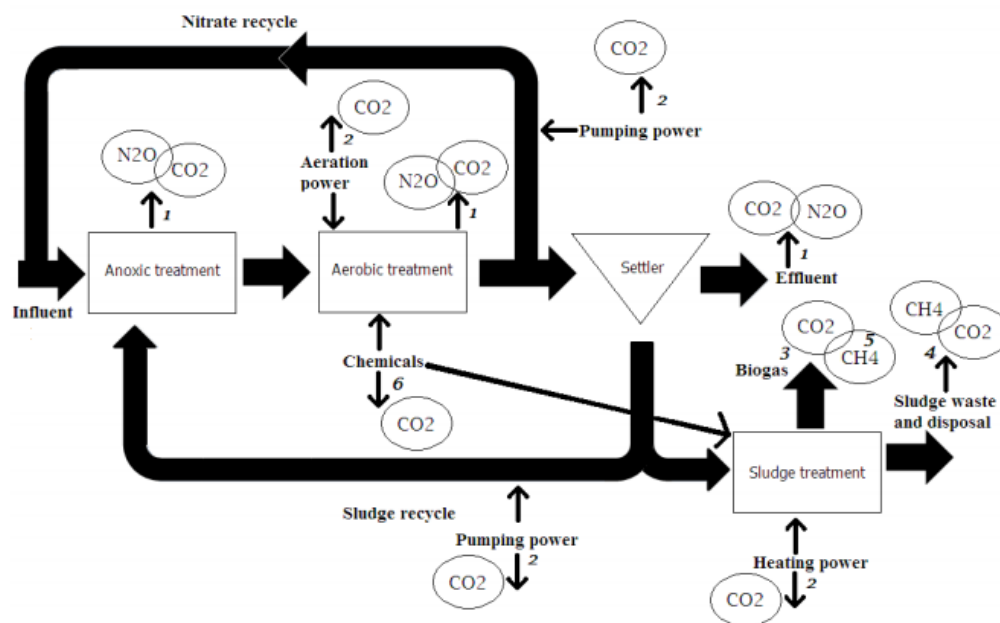 Nitrate recycle
CO2
2
Pumping power
CO2
2
Aeration
power
N2O
CO2
1
N2O
CO2
1
CO2
N2O
1
Effluent
Anoxic treatment
Aerobic treatment
Settler
Influent
Chemicals
6
CO2
CO2
5
CH4
3
Biogas
CH4
CO2
4
Sludge waste
and disposal
Sludge treatment
Sludge recycle
Pumping power
2
CO2
Heating power
2
CO2